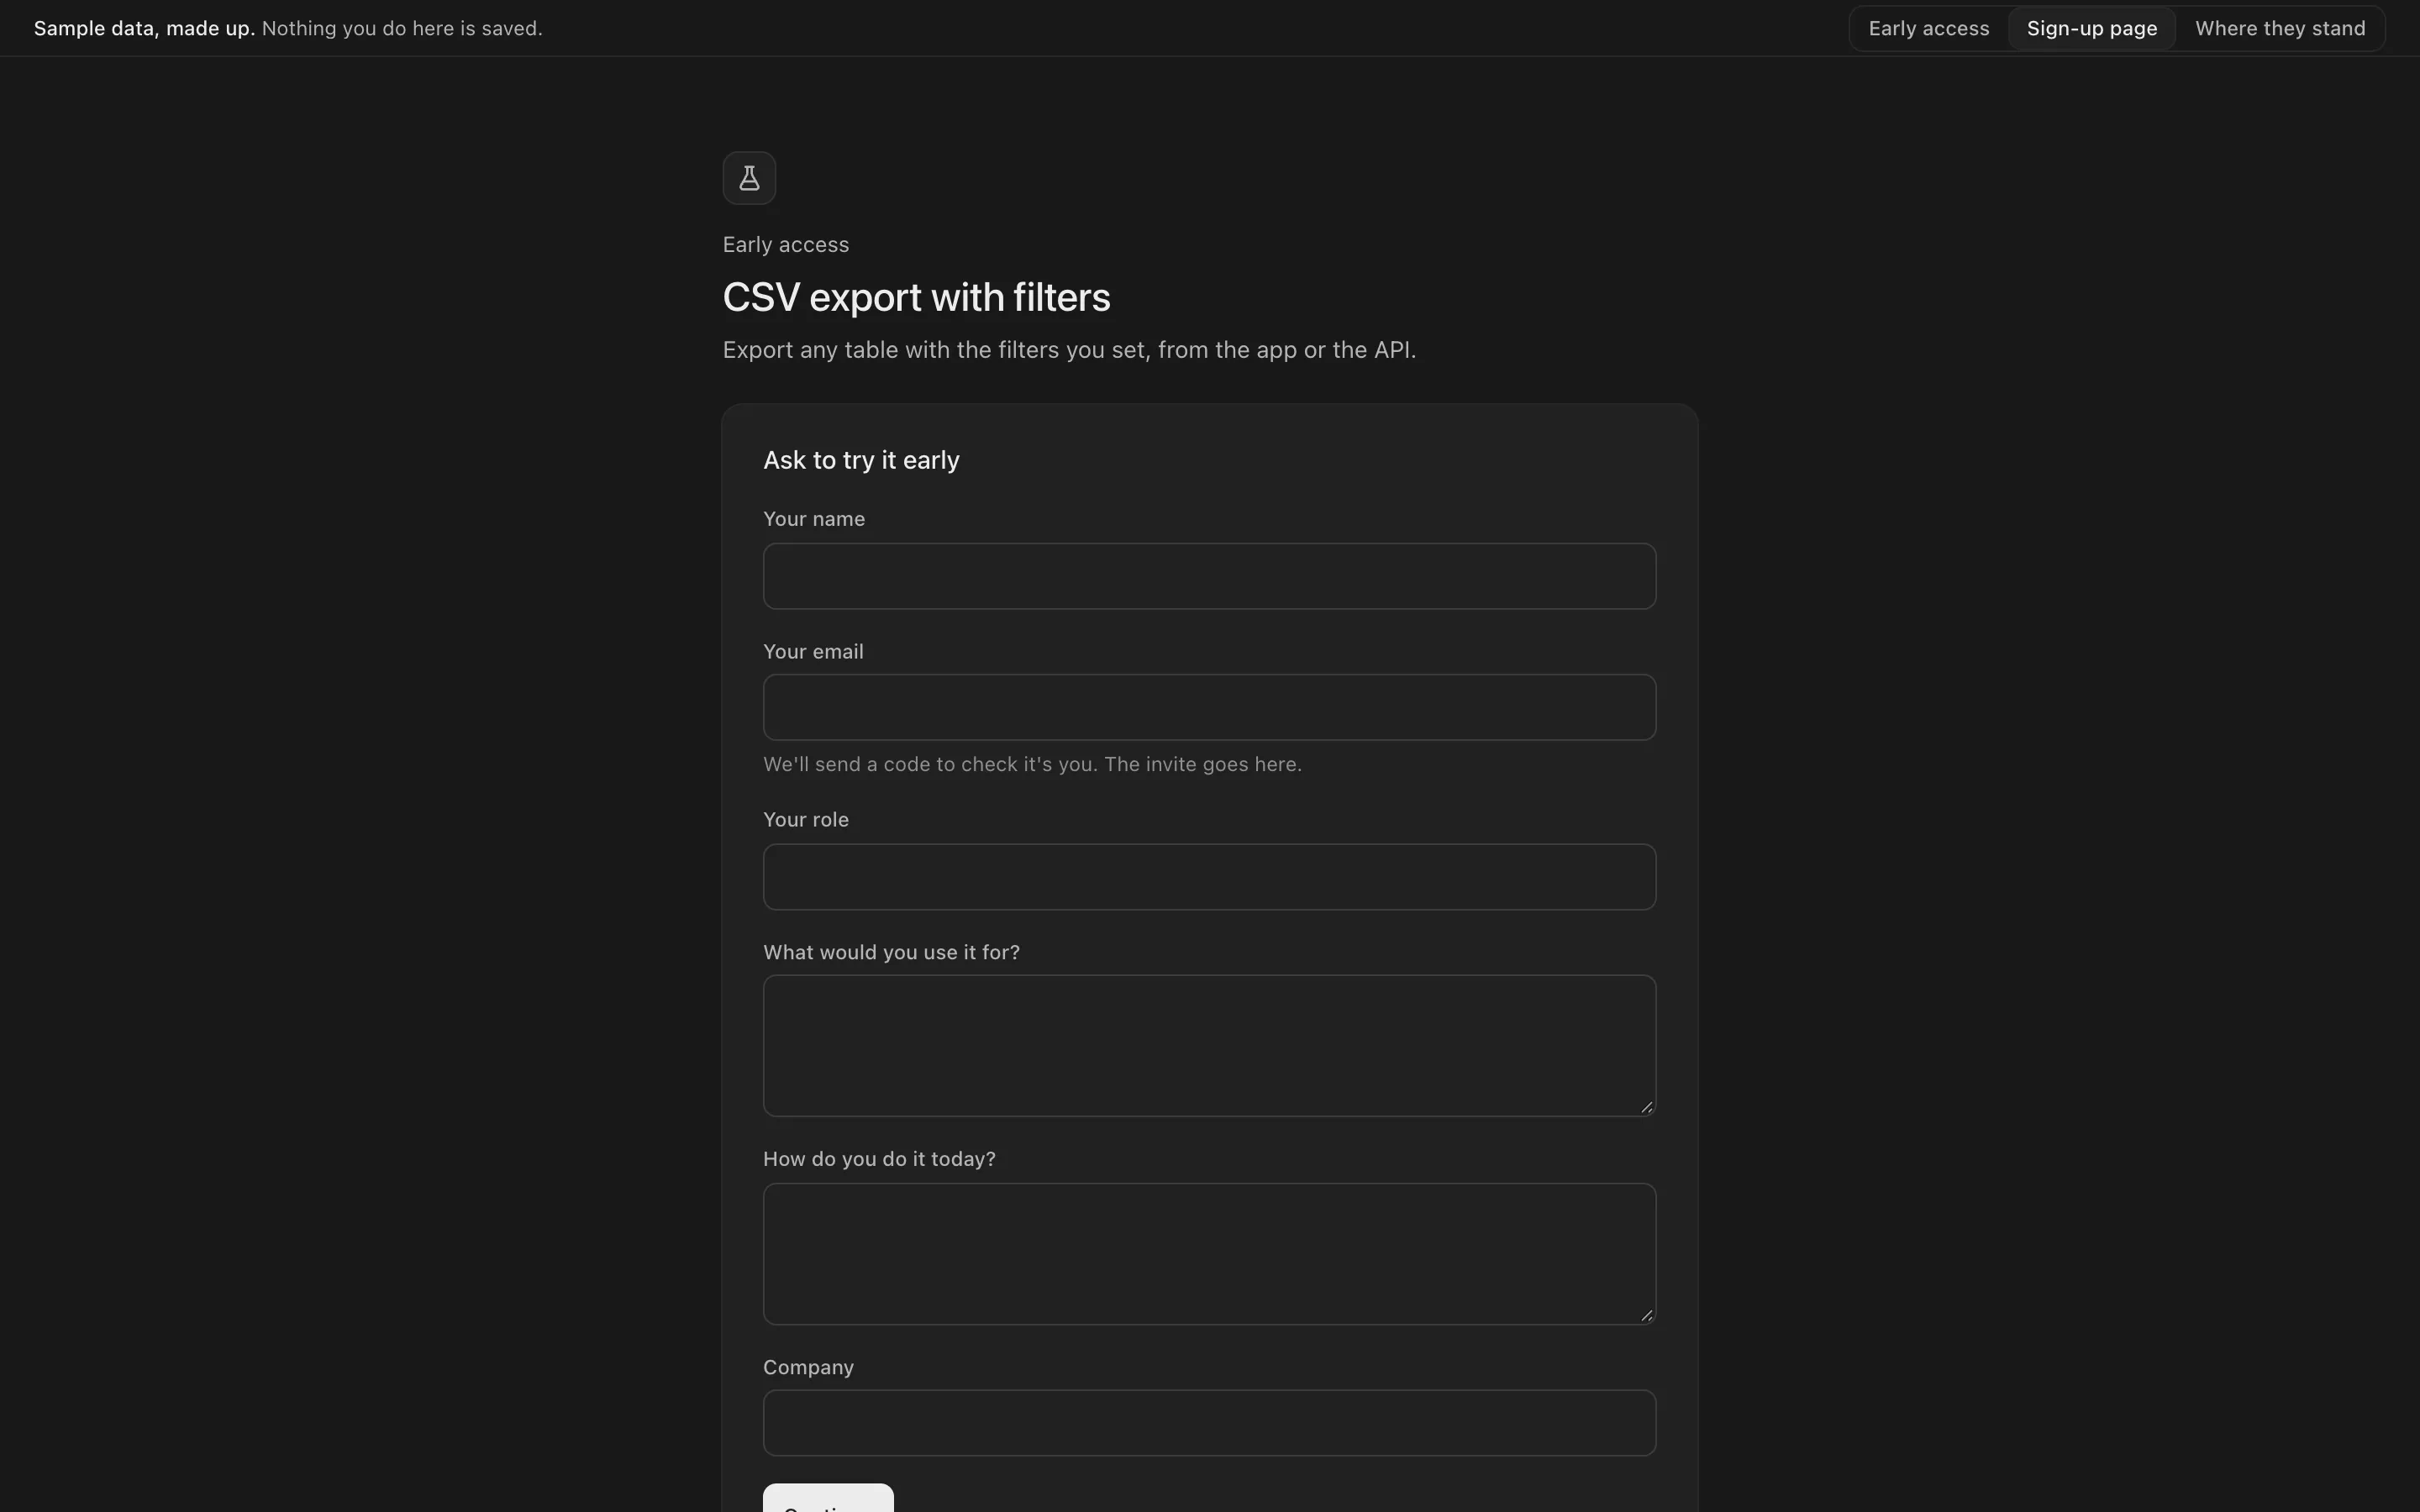 Sample data, made up. Nothing you do here is saved.
Early access
Sign-up page
Where they stand
Early access
CSV export with filters
Export any table with the filters you set, from the app or the API.
Ask to try it early
Your name
Your email
We'll send a code to check it's you. The invite goes here.
Your role
What would you use it for?
How do you do it today?
Company